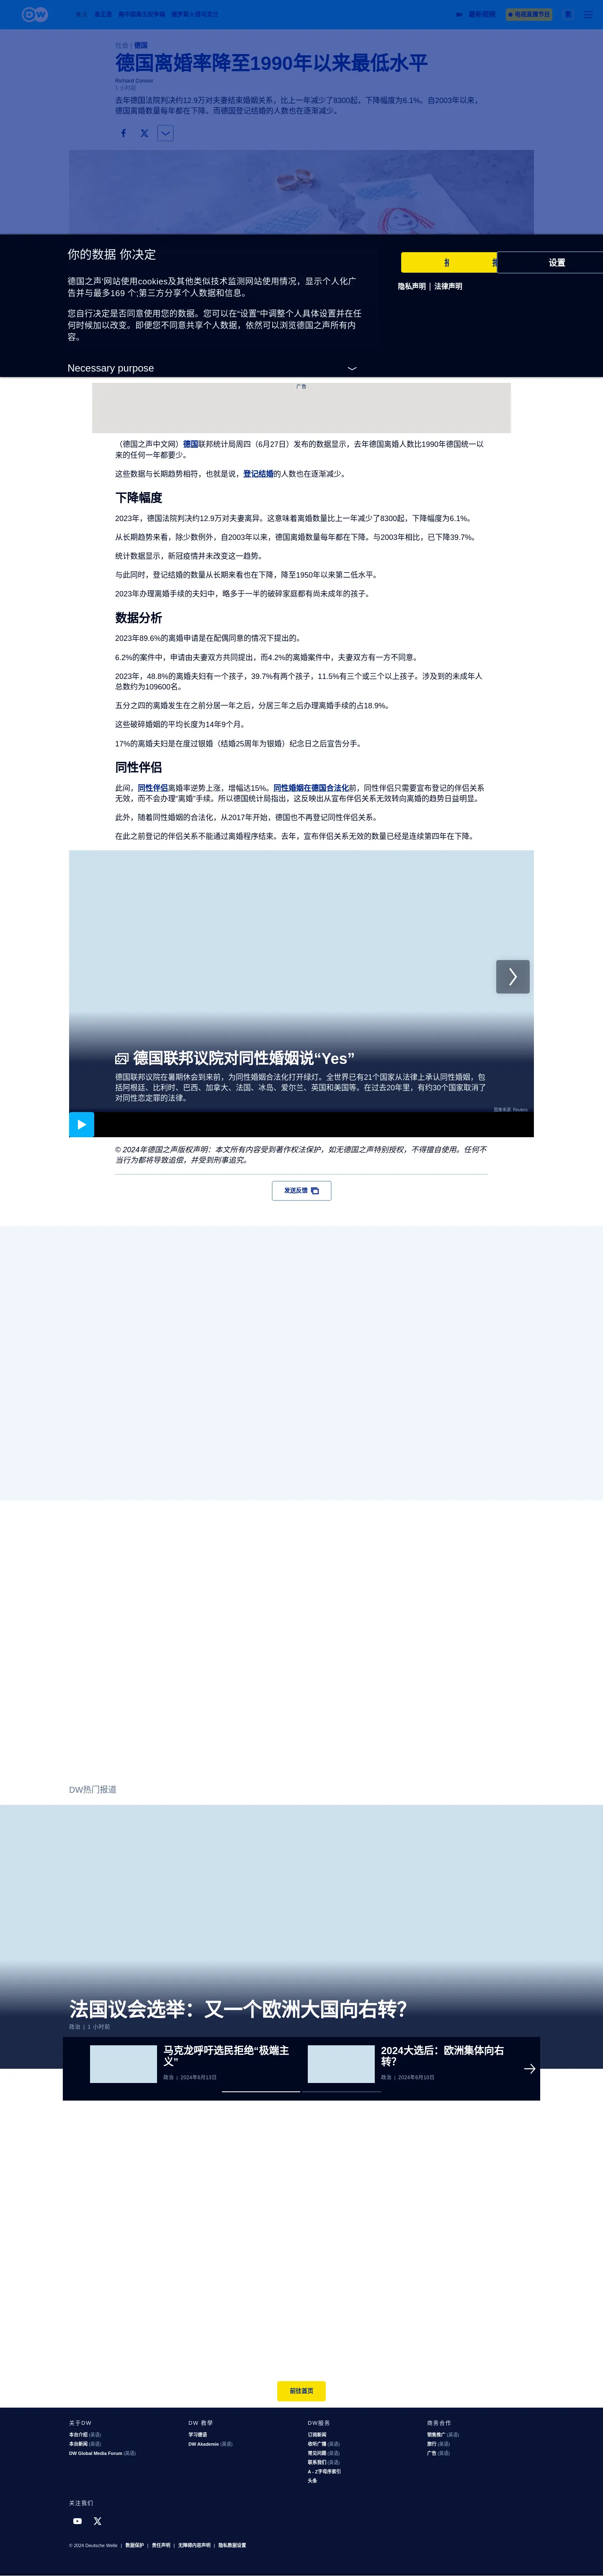 DW
焦点 泰正德 南中国海主权争端 俄罗斯入侵乌克兰
最新视频
电视直播节目
社会 | 德国
德国离婚率降至1990年以来最低水平
Richard Connor
1 小时前
去年德国法院判决约12.9万对夫妻结束婚姻关系，比上一年减少了8300起，下降幅度为6.1%。自2003年以来，
德国离婚数量每年都在下降。而德国登记结婚的人数也在逐渐减少。
你的数据 你决定
设置
德国之声'网站使用cookies及其他类似技术监测网站使用情况，显示个人化广
告并与最多169 个;第三方分享个人数据和信息。
隐私声明 | 法律声明
您自行决定是否同意使用您的数据。您可以在"设置"中调整个人具体设置并在任
何时候加以改变。即便您不同意共享个人数据，依然可以浏览德国之声所有内
容。
Necessary purpose
广告
（德国之声中文网）德国联邦统计局周四（6月27日）发布的数据显示，去年德国离婚人数比1990年德国统一以
来的任何一年都要少。
这些数据与长期趋势相符，也就是说，登记结婚的人数也在逐渐减少。
下降幅度
2023年，德国法院判决约12.9万对夫妻离异。这意味着离婚数量比上一年减少了8300起，下降幅度为6.1%。
从长期趋势来看，除少数例外，自2003年以来，德国离婚数量每年都在下降。与2003年相比，已下降39.7%。
统计数据显示，新冠疫情并未改变这一趋势。
与此同时，登记结婚的数量从长期来看也在下降，降至1950年以来第二低水平。
2023年办理离婚手续的夫妇中，略多于一半的破碎家庭都有尚未成年的孩子。
数据分析
2023年89.6%的离婚申请是在配偶同意的情况下提出的。
6.2%的案件中，申请由夫妻双方共同提出，而4.2%的离婚案件中，夫妻双方有一方不同意。
2023年，48.8%的离婚夫妇有一个孩子，39.7%有两个孩子，11.5%有三个或三个以上孩子。涉及到的未成年人
总数约为109600名。
五分之四的离婚发生在之前分居一年之后，分居三年之后办理离婚手续的占18.9%。
这些破碎婚姻的平均长度为14年9个月。
17%的离婚夫妇是在度过银婚（结婚25周年为银婚）纪念日之后宣告分手。
同性伴侣
此间，同性伴侣离婚率逆势上涨，增幅达15%。同性婚姻在德国合法化前，同性伴侣只需要宣布登记的伴侣关系
无效，而不会办理"离婚"手续。所以德国统计局指出，这反映出从宣布伴侣关系无效转向离婚的趋势日益明显。
此外，随着同性婚姻的合法化，从2017年开始，德国也不再登记同性伴侣关系。
在此之前登记的伴侣关系不能通过离婚程序结束。去年，宣布伴侣关系无效的数量已经是连续第四年在下降。
德国联邦议院对同性婚姻说“Yes”
德国联邦议院在暑期休会到来前，为同性婚姻合法化打开绿灯。全世界已有21个国家从法律上承认同性婚姻，包
括阿根廷、比利时、巴西、加拿大、法国、冰岛、爱尔兰、英国和美国等。在过去20年里，有约30个国家取消了
对同性恋定罪的法律。
图像来源: Reuters
© 2024年德国之声版权声明：本文所有内容受到著作权法保护，如无德国之声特别授权，不得擅自使用。任何不
当行为都将导致追偿，并受到刑事追究。
发送反馈
DW热门报道
法国议会选举：又一个欧洲大国向右转?
政治 | 1 小时前
马克龙呼吁选民拒绝“极端主
义”
政治 | 2024年6月13日
2024大选后：欧洲集体向右
转?
政治 | 2024年6月10日
前往首页
关于DW
本台介绍 (英语)
本台新闻 (英语)
DW Global Media Forum (英语)
DW 教學
学习德语
DW Akademie (英语)
DW服务
订阅新闻
收听广播 (英语)
常见问题 (英语)
联系我们 (英语)
A - Z字母序索引
头条
商务合作
销售推广 (英语)
旅行 (英语)
广告 (英语)
关注我们
© 2024 Deutsche Welle | 数据保护 | 责任声明 | 无障碍内容声明 | 隐私数据设置